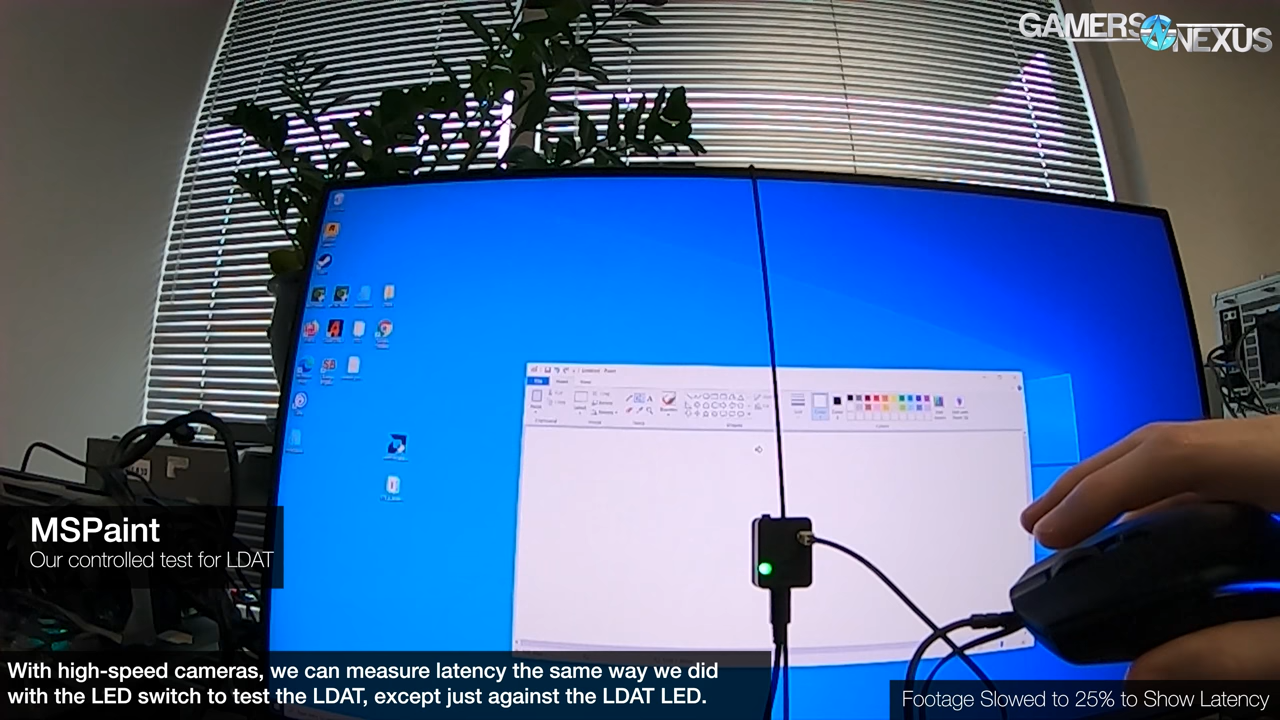 GAMERS NEXUS
MSPaint
Our controlled test for LDAT
With high-speed cameras, we can measure latency the same way we did
with the LED switch to test the LDAT, except just against the LDAT LED.
Footage Slowed to 25% to Show Latency